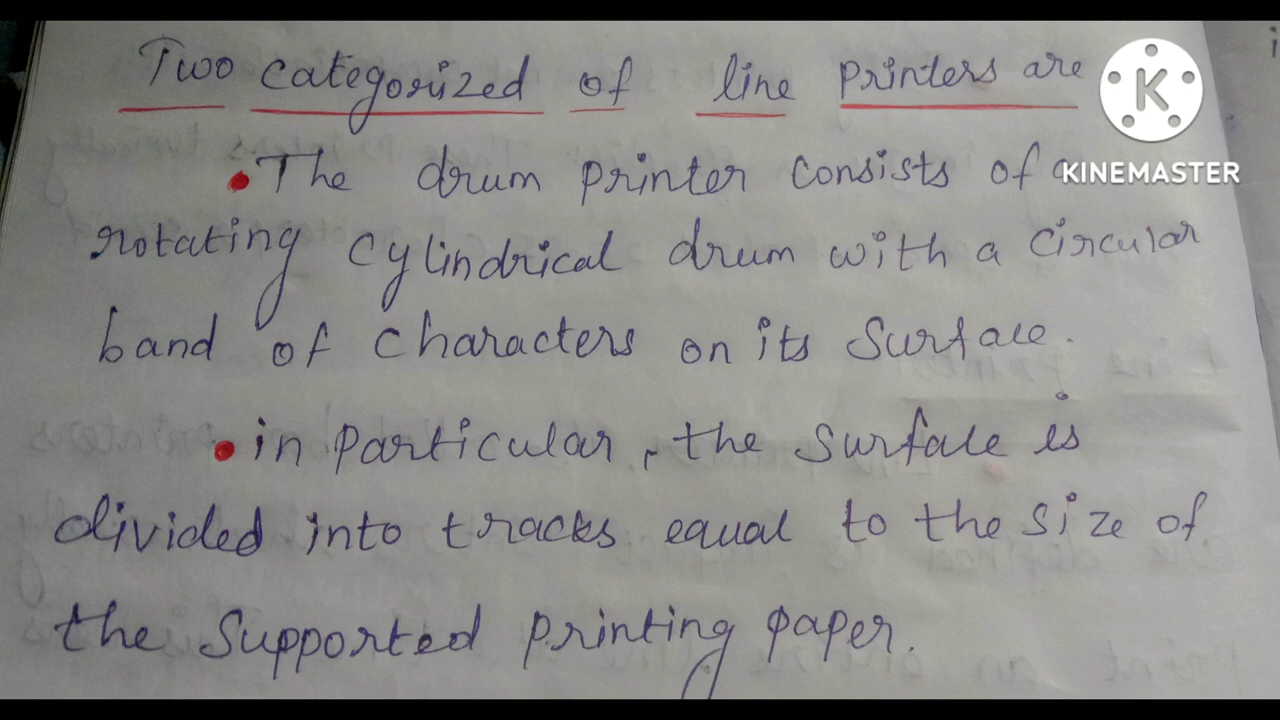 Two categorized of line printers are
K
KINEMASTER
• The drum printer consists of a
rotating cylindrical drum with a circular
band of characters on its surface.
• in particular, the surface is
divided into tracks equal to the size of
the supported printing paper.